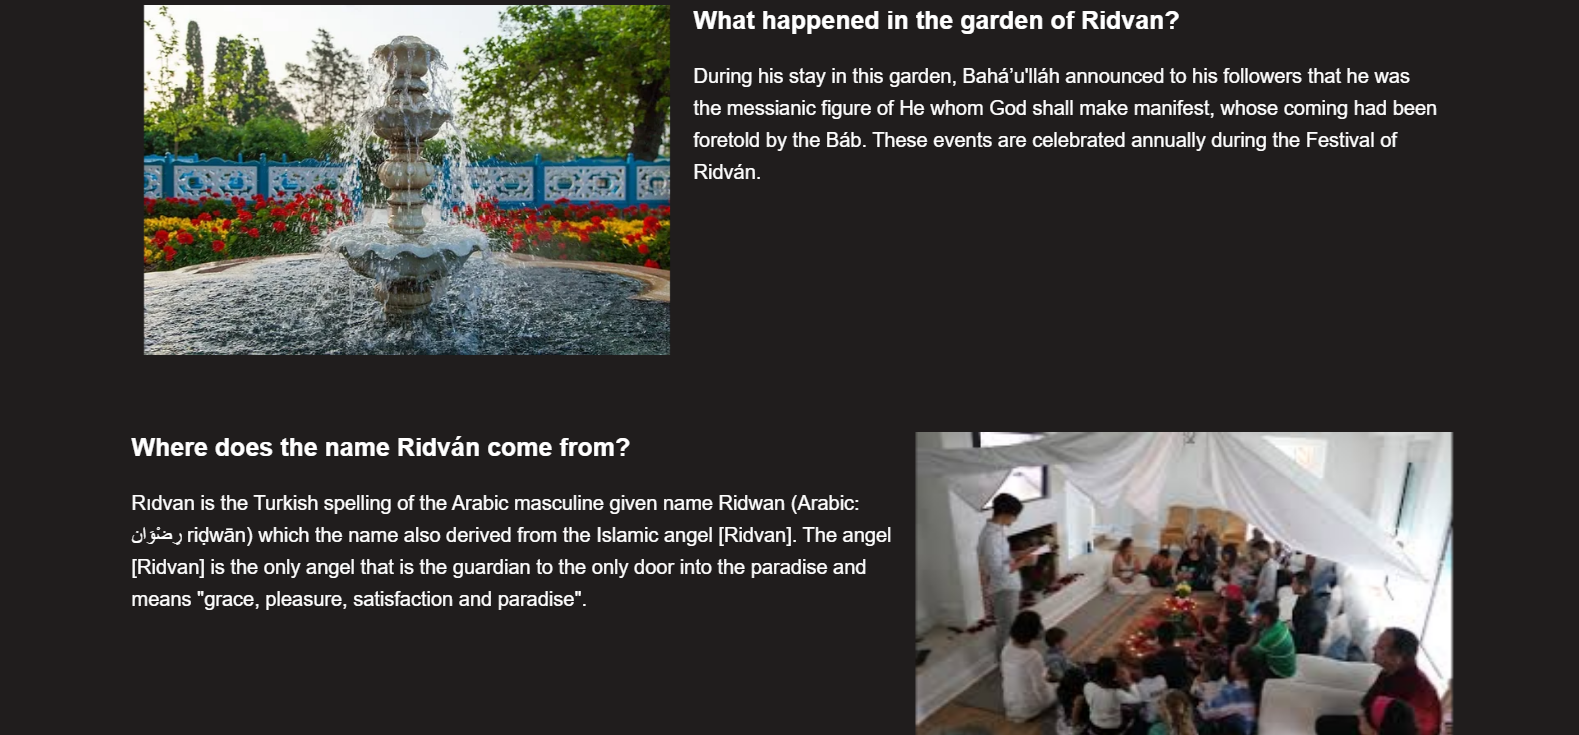 What happened in the garden of Ridvan?
During his stay in this garden, Bahá’u'lláh announced to his followers that he was
the messianic figure of He whom God shall make manifest, whose coming had been
foretold by the Báb. These events are celebrated annually during the Festival of
Ridván.
Where does the name Ridván come from?
Rıdvan is the Turkish spelling of the Arabic masculine given name Ridwan (Arabic:
رضْوَان riḍwān) which the name also derived from the Islamic angel [Ridvan]. The angel
[Ridvan] is the only angel that is the guardian to the only door into the paradise and
means "grace, pleasure, satisfaction and paradise".